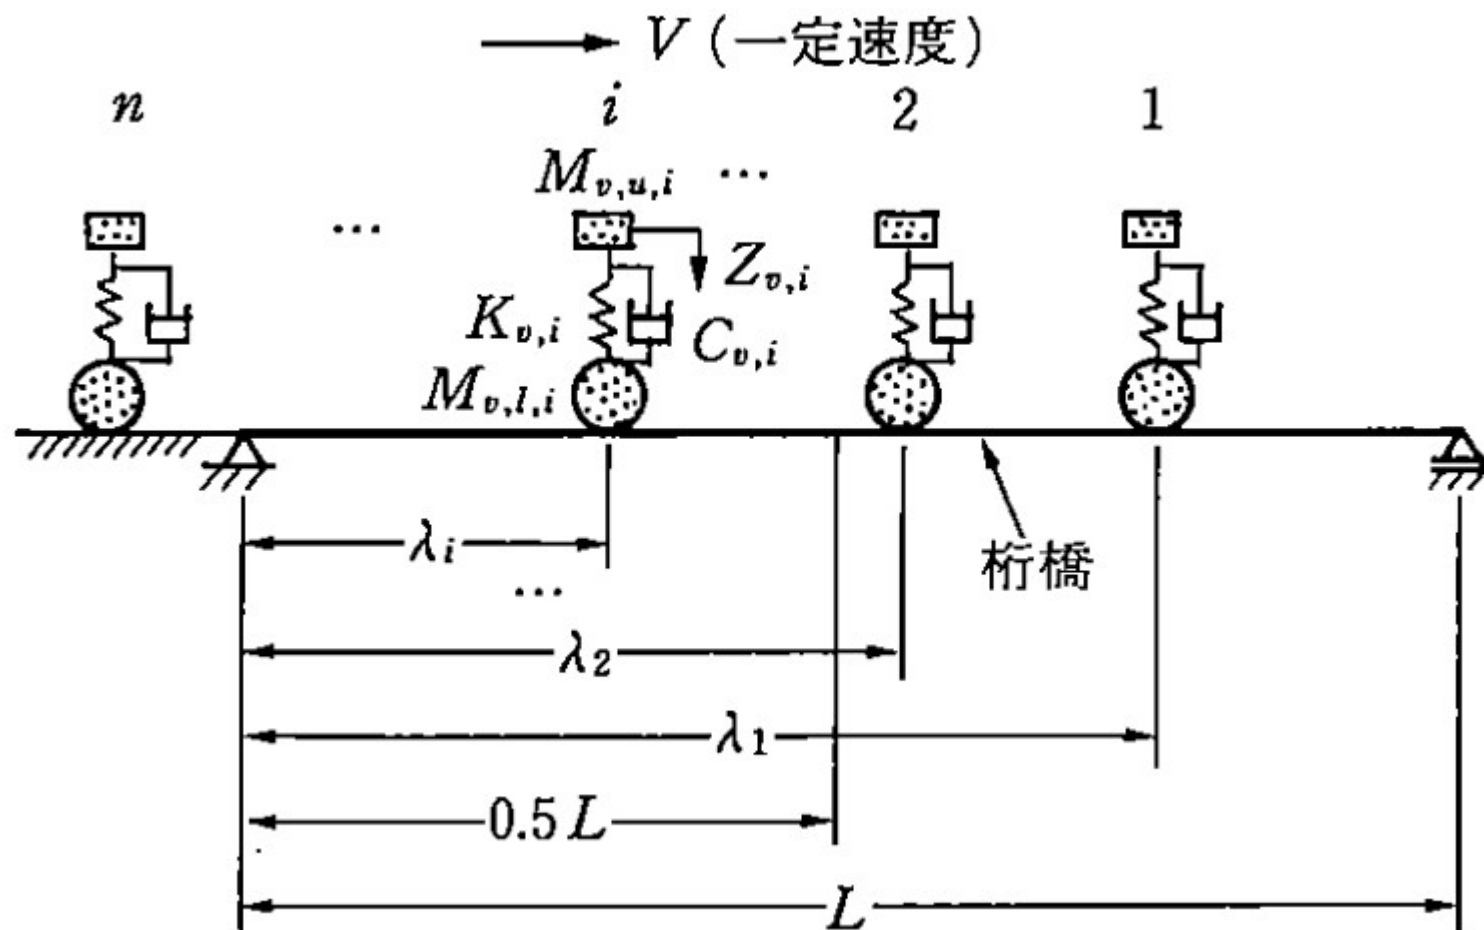 V (一定速度)
n i 2 1
M_{v,u,i} …
… Z_{v,i}
K_{v,i} C_{v,i}
M_{v,l,i}
λ_i 桁橋
…
λ_2
λ_1
0.5L
L